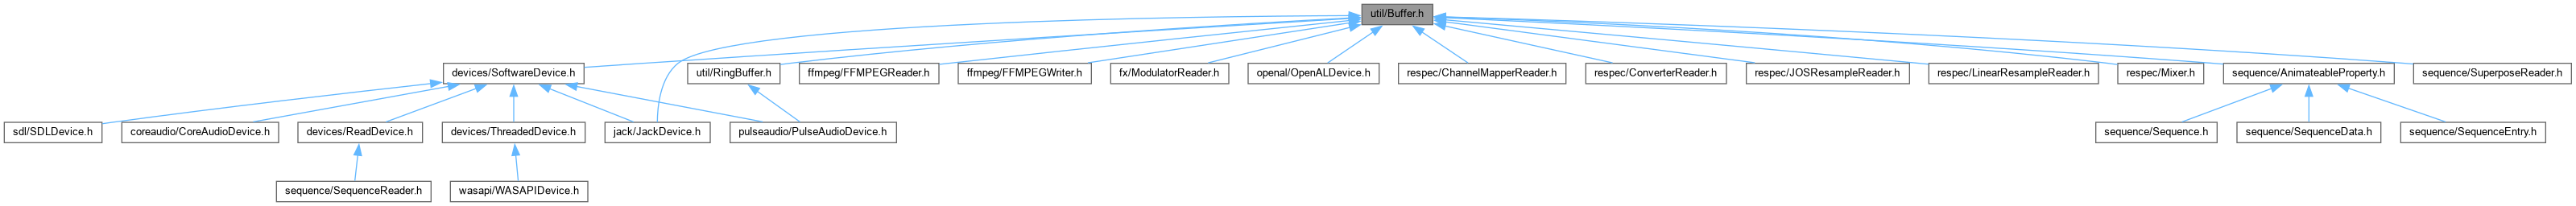 util/Buffer.h
devices/SoftwareDevice.h
util/RingBuffer.h
ffmpeg/FFMPEGReader.h
ffmpeg/FFMPEGWriter.h
fx/ModulatorReader.h
openal/OpenALDevice.h
respec/ChannelMapperReader.h
respec/ConverterReader.h
respec/JOSResampleReader.h
respec/LinearResampleReader.h
respec/Mixer.h
sequence/AnimateableProperty.h
sequence/SuperposeReader.h
sdl/SDLDevice.h
coreaudio/CoreAudioDevice.h
devices/ReadDevice.h
devices/ThreadedDevice.h
jack/JackDevice.h
pulseaudio/PulseAudioDevice.h
sequence/Sequence.h
sequence/SequenceData.h
sequence/SequenceEntry.h
sequence/SequenceReader.h
wasapi/WASAPIDevice.h